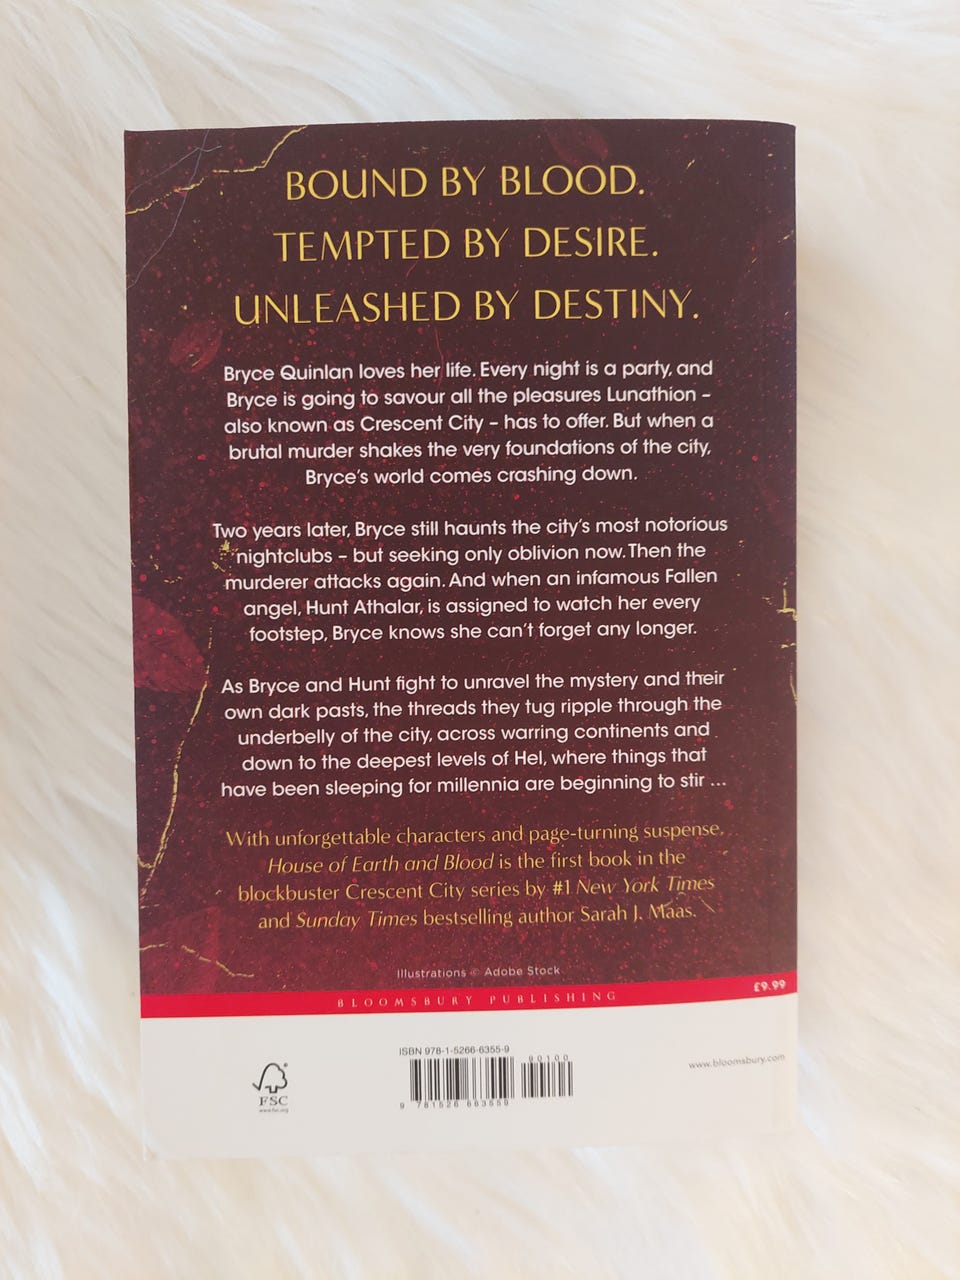 BOUND BY BLOOD.
TEMPTED BY DESIRE.
UNLEASHED BY DESTINY.
Bryce Quinlan loves her life. Every night is a party, and
Bryce is going to savour all the pleasures Lunathion –
also known as Crescent City – has to offer. But when a
brutal murder shakes the very foundations of the city,
Bryce's world comes crashing down.
Two years later, Bryce still haunts the city's most notorious
nightclubs – but seeking only oblivion now. Then the
murderer attacks again. And when an infamous Fallen
angel, Hunt Athalar, is assigned to watch her every
footstep, Bryce knows she can't forget any longer.
As Bryce and Hunt fight to unravel the mystery and their
own dark pasts, the threads they tug ripple through the
underbelly of the city, across warring continents and
down to the deepest levels of Hel, where things that
have been sleeping for millennia are beginning to stir ...
With unforgettable characters and page-turning suspense,
House of Earth and Blood is the first book in the
blockbuster Crescent City series by #1 New York Times
and Sunday Times bestselling author Sarah J. Maas.
Illustrations © Adobe Stock
£9.99
BLOOMSBURY PUBLISHING
ISBN 978-1-5266-6355-9
90100
9 781526 663559
FSC
www.fsc.org
www.bloomsbury.com